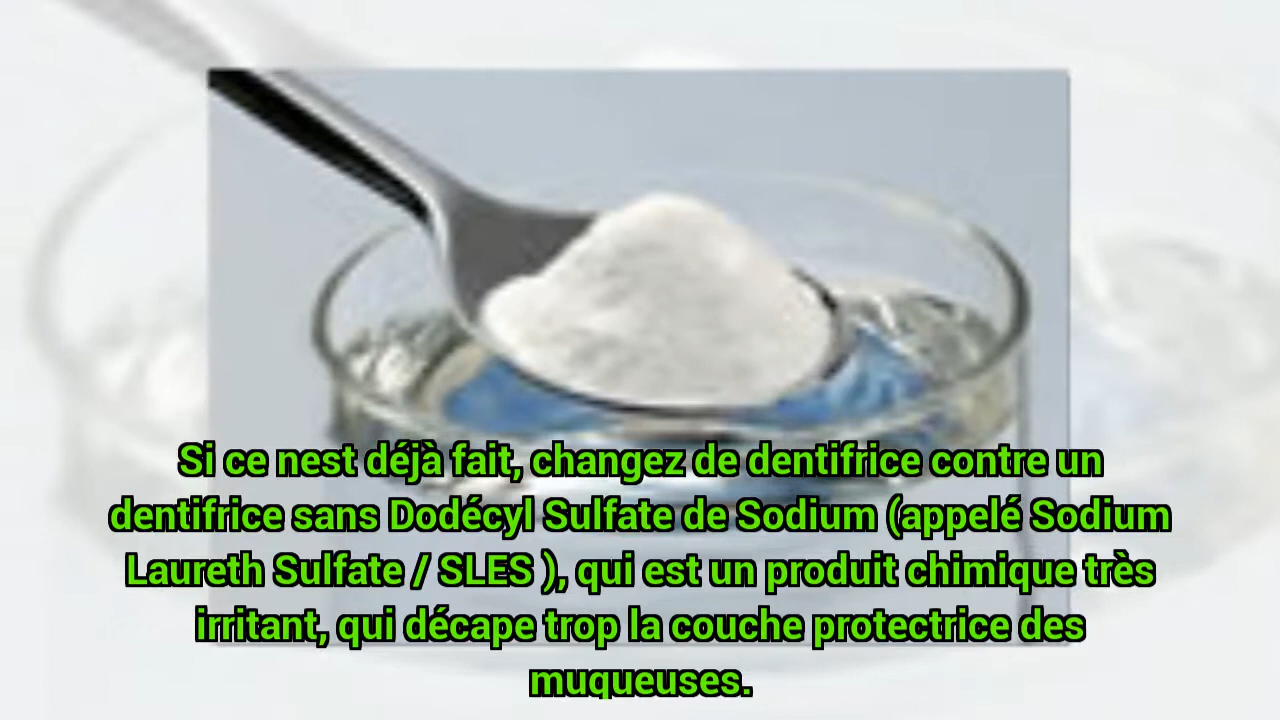 Si ce nest déjà fait, changez de dentifrice contre un
dentifrice sans Dodécyl Sulfate de Sodium (appelé Sodium
Laureth Sulfate / SLES ), qui est un produit chimique très
irritant, qui décape trop la couche protectrice des
muqueuses.